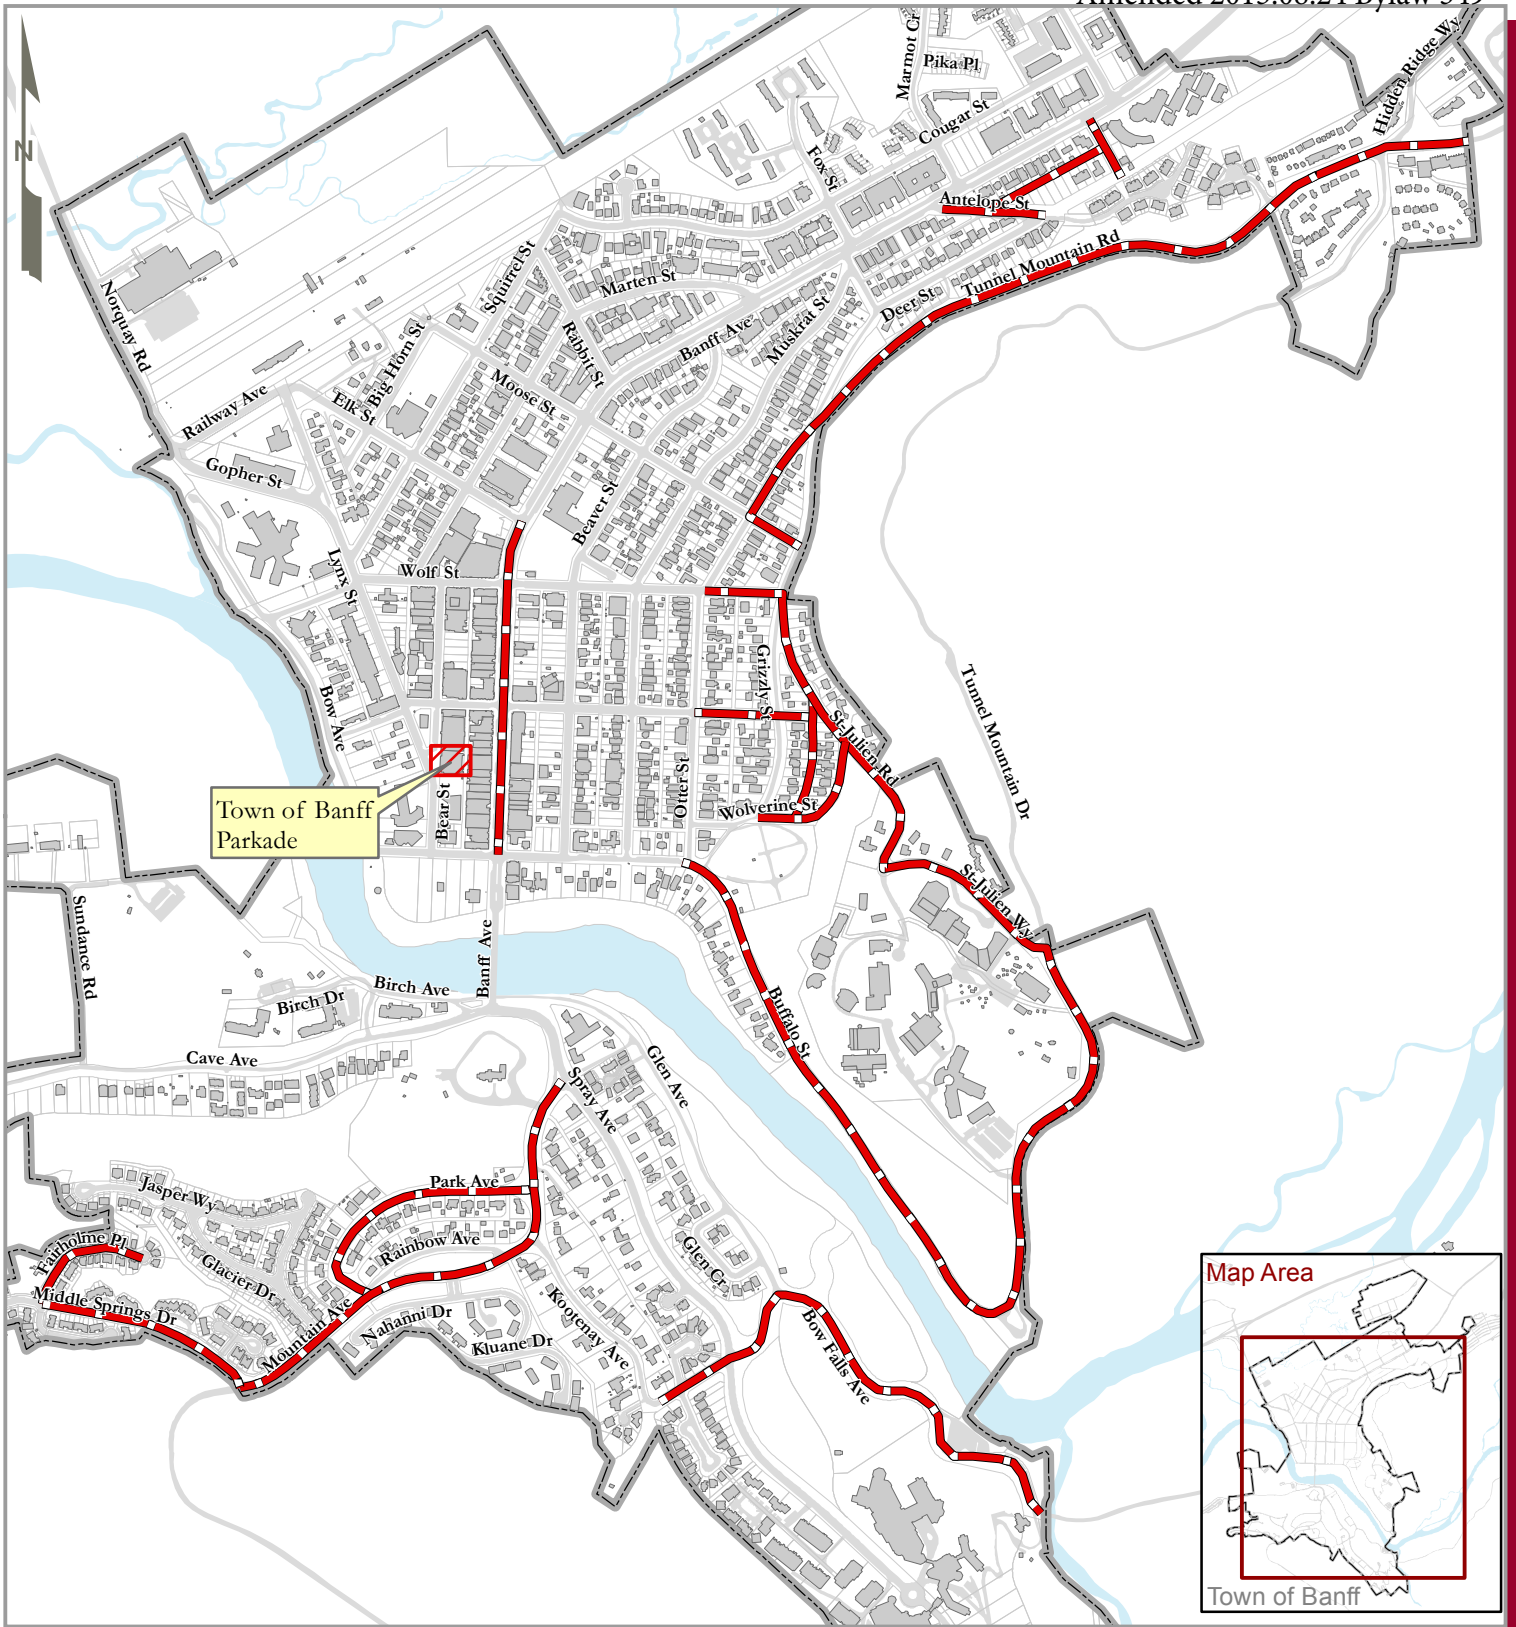 Amended 2015.08.24 Bylaw 349
Marmot Cr
Pika Pl
Hidden Ridge Wy
Cougar St
Fox St
N
Antelope St
Squirrel St
Tunnel Mountain Rd
Marten St
Norquay Rd
Deer St
Muskrat St
Banff Ave
Rabbit St
Big Horn St
Moose St
Railway Ave
Elk St
Gopher St
Beaver St
Lynx St
Wolf St
Grizzly St
Tunnel Mountain Dr
Bow Ave
St-Julien Rd
Otter St
Town of Banff
Parkade
Bear St
Wolverine St
St-Julien Wy
Sundance Rd
Banff Ave
Birch Ave
Birch Dr
Buffalo St
Cave Ave
Glen Ave
Spray Ave
Park Ave
Jasper Wy
Rainbow Ave
Fairholme Pl
Glen Cr
Glacier Dr
Middle Springs Dr
Mountain Ave
Nahanni Dr
Kootenay Ave
Kluane Dr
Bow Falls Ave
Map Area
Town of Banff